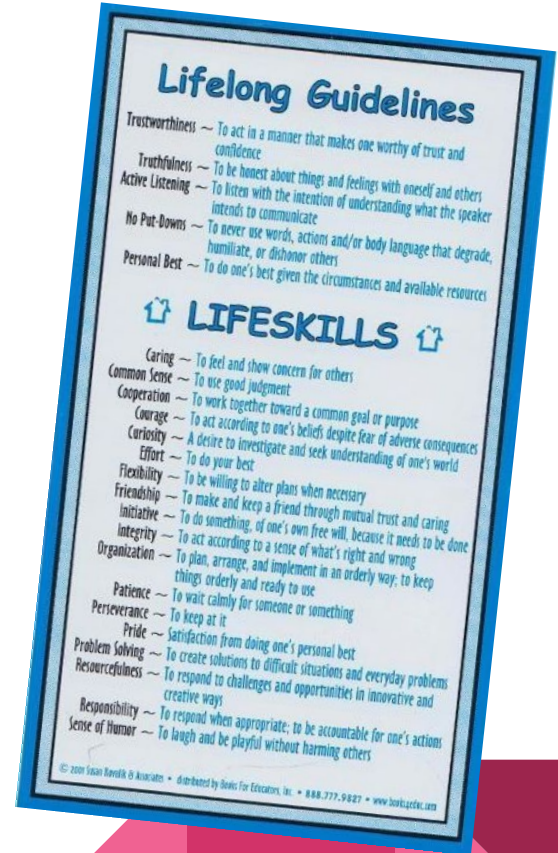 Lifelong Guidelines
Trustworthiness ~ To act in a manner that makes one worthy of trust and
confidence
Truthfulness ~ To be honest about things and feelings with oneself and others
Active Listening ~ To listen with the intention of understanding what the speaker
intends to communicate
No Put-Downs ~ To never use words, actions and/or body language that degrade,
humiliate, or dishonor others
Personal Best ~ To do one's best given the circumstances and available resources
LIFESKILLS
Caring ~ To feel and show concern for others
Common Sense ~ To use good judgment
Cooperation ~ To work together toward a common goal or purpose
Courage ~ To act according to one's beliefs despite fear of adverse consequences
Curiosity ~ A desire to investigate and seek understanding of one's world
Effort ~ To do your best
Flexibility ~ To be willing to alter plans when necessary
Friendship ~ To make and keep a friend through mutual trust and caring
Initiative ~ To do something, of one's own free will, because it needs to be done
Integrity ~ To act according to a sense of what's right and wrong
Organization ~ To plan, arrange, and implement in an orderly way; to keep
things orderly and ready to use
Patience ~ To wait calmly for someone or something
Perseverance ~ To keep at it
Pride ~ Satisfaction from doing one's personal best
Problem Solving ~ To create solutions to difficult situations and everyday problems
Resourcefulness ~ To respond to challenges and opportunities in innovative and
creative ways
Responsibility ~ To respond when appropriate; to be accountable for one's actions
Sense of Humor ~ To laugh and be playful without harming others
© 2001 Susan & Associates • distributed by Books For Educators, Inc. • 888.777.9827 •